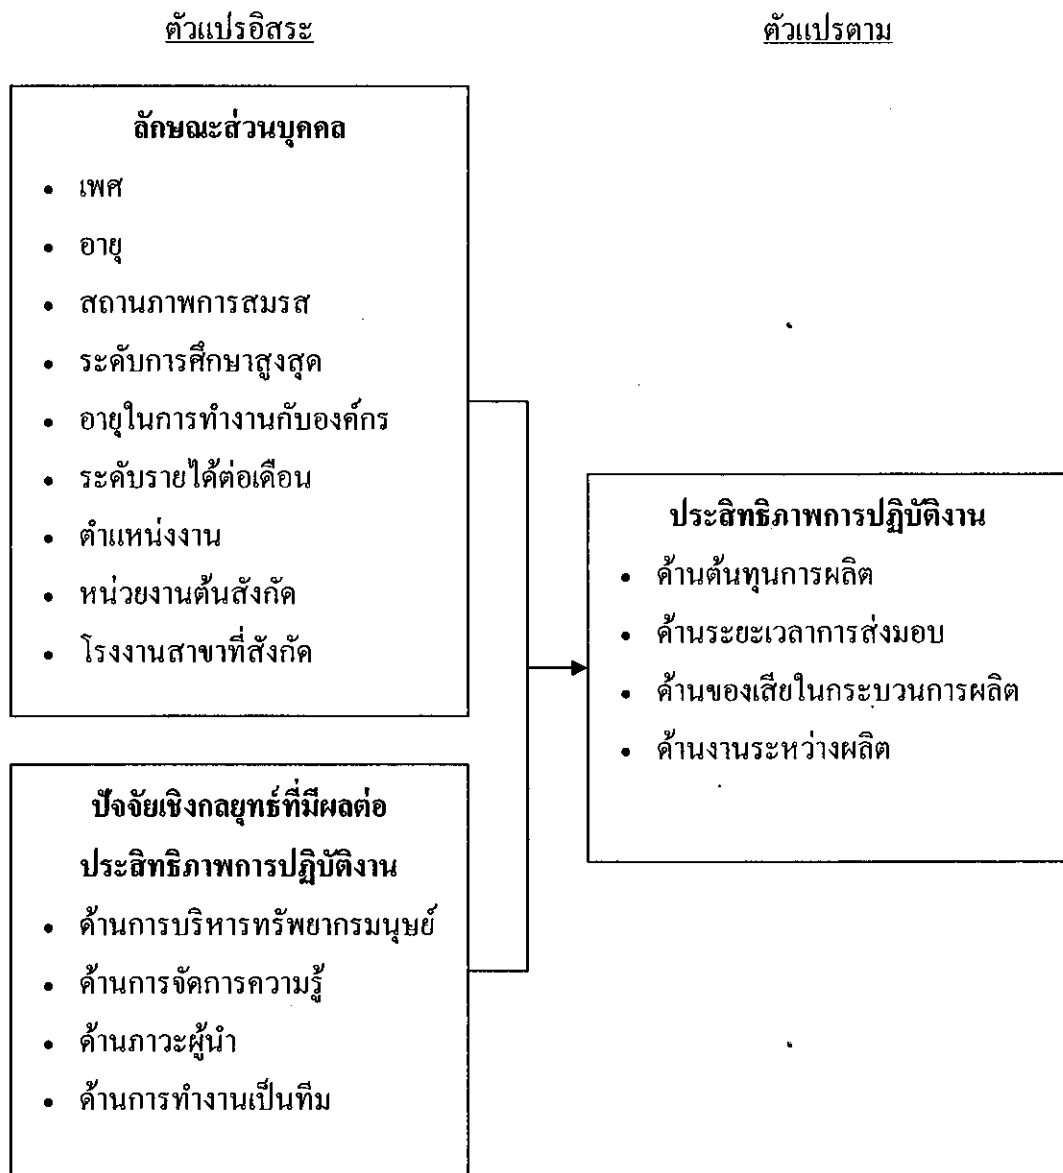 ตัวแปรอิสระ
ตัวแปรตาม
ลักษณะส่วนบุคคล
• เพศ
• อายุ
• สถานภาพการสมรส
• ระดับการศึกษาสูงสุด
• อายุในการทำงานกับองค์กร
• ระดับรายได้ต่อเดือน
• ตำแหน่งงาน
• หน่วยงานต้นสังกัด
• โรงงานสาขาที่สังกัด
ปัจจัยเชิงกลยุทธ์ที่มีผลต่อ
ประสิทธิภาพการปฏิบัติงาน
• ด้านการบริหารทรัพยากรมนุษย์
• ด้านการจัดการความรู้
• ด้านภาวะผู้นำ
• ด้านการทำงานเป็นทีม
ประสิทธิภาพการปฏิบัติงาน
• ด้านต้นทุนการผลิต
• ด้านระยะเวลาการส่งมอบ
• ด้านของเสียในกระบวนการผลิต
• ด้านงานระหว่างผลิต